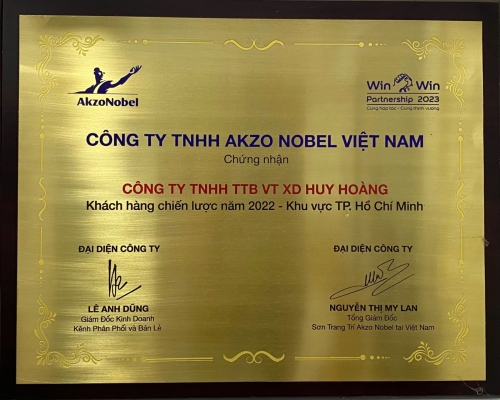 AkzoNobel
Win Win
Partnership 2023
Cùng hợp tác - Cùng thịnh vượng
CÔNG TY TNHH AKZO NOBEL VIỆT NAM
Chứng nhận
CÔNG TY TNHH TTB VT XD HUY HOÀNG
Khách hàng chiến lược năm 2022 - Khu vực TP. Hồ Chí Minh
ĐẠI DIỆN CÔNG TY
LÊ ANH DŨNG
Giám Đốc Kinh Doanh
Kênh Phân Phối và Bán Lẻ
ĐẠI DIỆN CÔNG TY
NGUYỄN THỊ MY LAN
Tổng Giám Đốc
Sơn Trang Trí Akzo Nobel tại Việt Nam